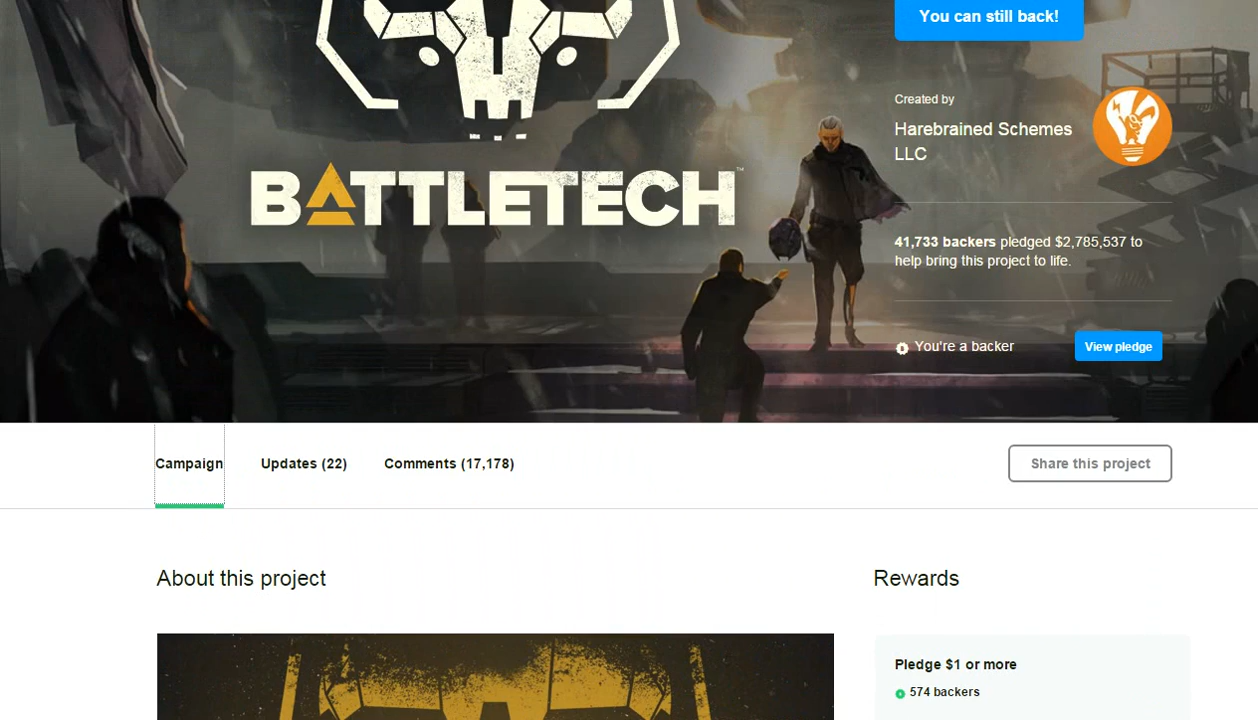 You can still back!
Created by
Harebrained Schemes
LLC
BATTLETECH™
41,733 backers pledged $2,785,537 to
help bring this project to life.
You're a backer
View pledge
Campaign
Updates (22)
Comments (17,178)
Share this project
About this project
Rewards
Pledge $1 or more
574 backers